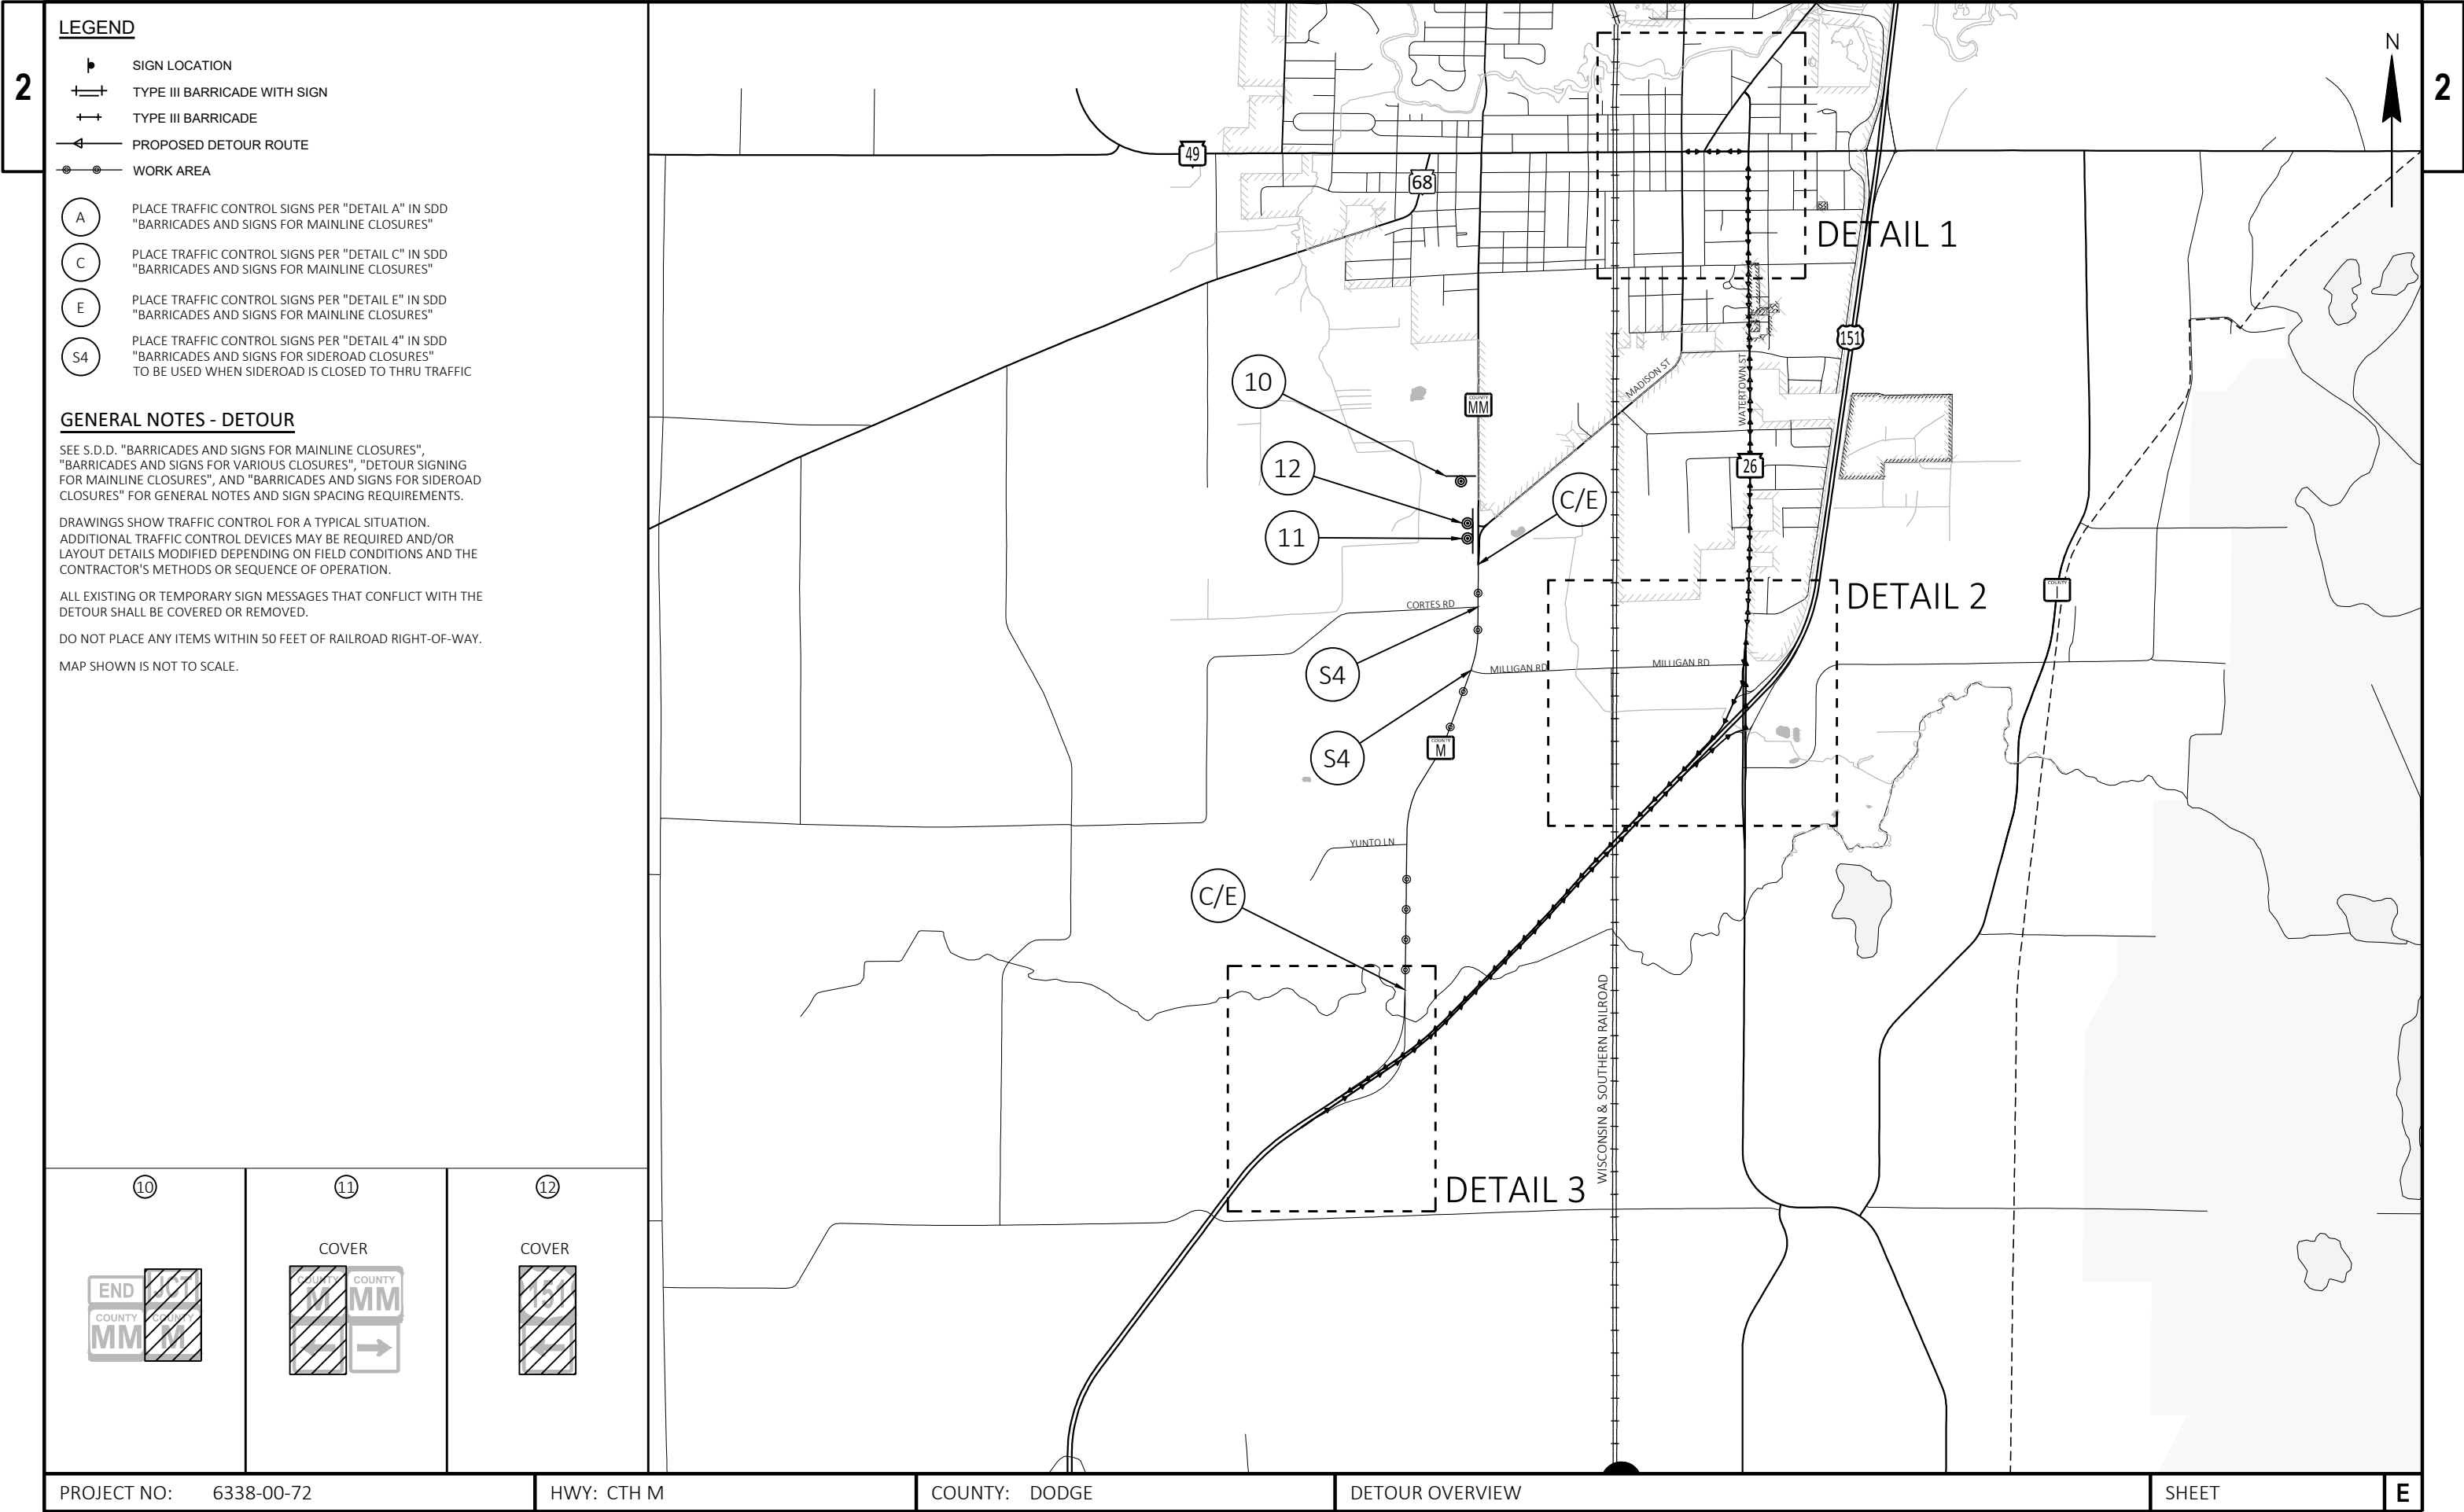 LEGEND
SIGN LOCATION
TYPE III BARRICADE WITH SIGN
TYPE III BARRICADE
PROPOSED DETOUR ROUTE
WORK AREA
A
PLACE TRAFFIC CONTROL SIGNS PER "DETAIL A" IN SDD
"BARRICADES AND SIGNS FOR MAINLINE CLOSURES"
C
PLACE TRAFFIC CONTROL SIGNS PER "DETAIL C" IN SDD
"BARRICADES AND SIGNS FOR MAINLINE CLOSURES"
E
PLACE TRAFFIC CONTROL SIGNS PER "DETAIL E" IN SDD
"BARRICADES AND SIGNS FOR MAINLINE CLOSURES"
S4
PLACE TRAFFIC CONTROL SIGNS PER "DETAIL 4" IN SDD
"BARRICADES AND SIGNS FOR SIDEROAD CLOSURES"
TO BE USED WHEN SIDEROAD IS CLOSED TO THRU TRAFFIC
GENERAL NOTES - DETOUR
SEE S.D.D. "BARRICADES AND SIGNS FOR MAINLINE CLOSURES",
"BARRICADES AND SIGNS FOR VARIOUS CLOSURES", "DETOUR SIGNING
FOR MAINLINE CLOSURES", AND "BARRICADES AND SIGNS FOR SIDEROAD
CLOSURES" FOR GENERAL NOTES AND SIGN SPACING REQUIREMENTS.
DRAWINGS SHOW TRAFFIC CONTROL FOR A TYPICAL SITUATION.
ADDITIONAL TRAFFIC CONTROL DEVICES MAY BE REQUIRED AND/OR
LAYOUT DETAILS MODIFIED DEPENDING ON FIELD CONDITIONS AND THE
CONTRACTOR'S METHODS OR SEQUENCE OF OPERATION.
ALL EXISTING OR TEMPORARY SIGN MESSAGES THAT CONFLICT WITH THE
DETOUR SHALL BE COVERED OR REMOVED.
DO NOT PLACE ANY ITEMS WITHIN 50 FEET OF RAILROAD RIGHT-OF-WAY.
MAP SHOWN IS NOT TO SCALE.
10
END
JCT
COUNTY
MM
COUNTY
M
11
COVER
COUNTY
M
COUNTY
MM
12
COVER
151
2
2
N
49
68
DETAIL 1
151
10
COUNTY
MM
MADISON ST
WATERTOWN ST
26
12
C/E
11
DETAIL 2
COUNTY
I
CORTES RD
S4
MILLIGAN RD
MILLIGAN RD
S4
COUNTY
M
YUNTO LN
C/E
WISCONSIN & SOUTHERN RAILROAD
DETAIL 3
PROJECT NO: 6338-00-72
HWY: CTH M
COUNTY: DODGE
DETOUR OVERVIEW
SHEET
E